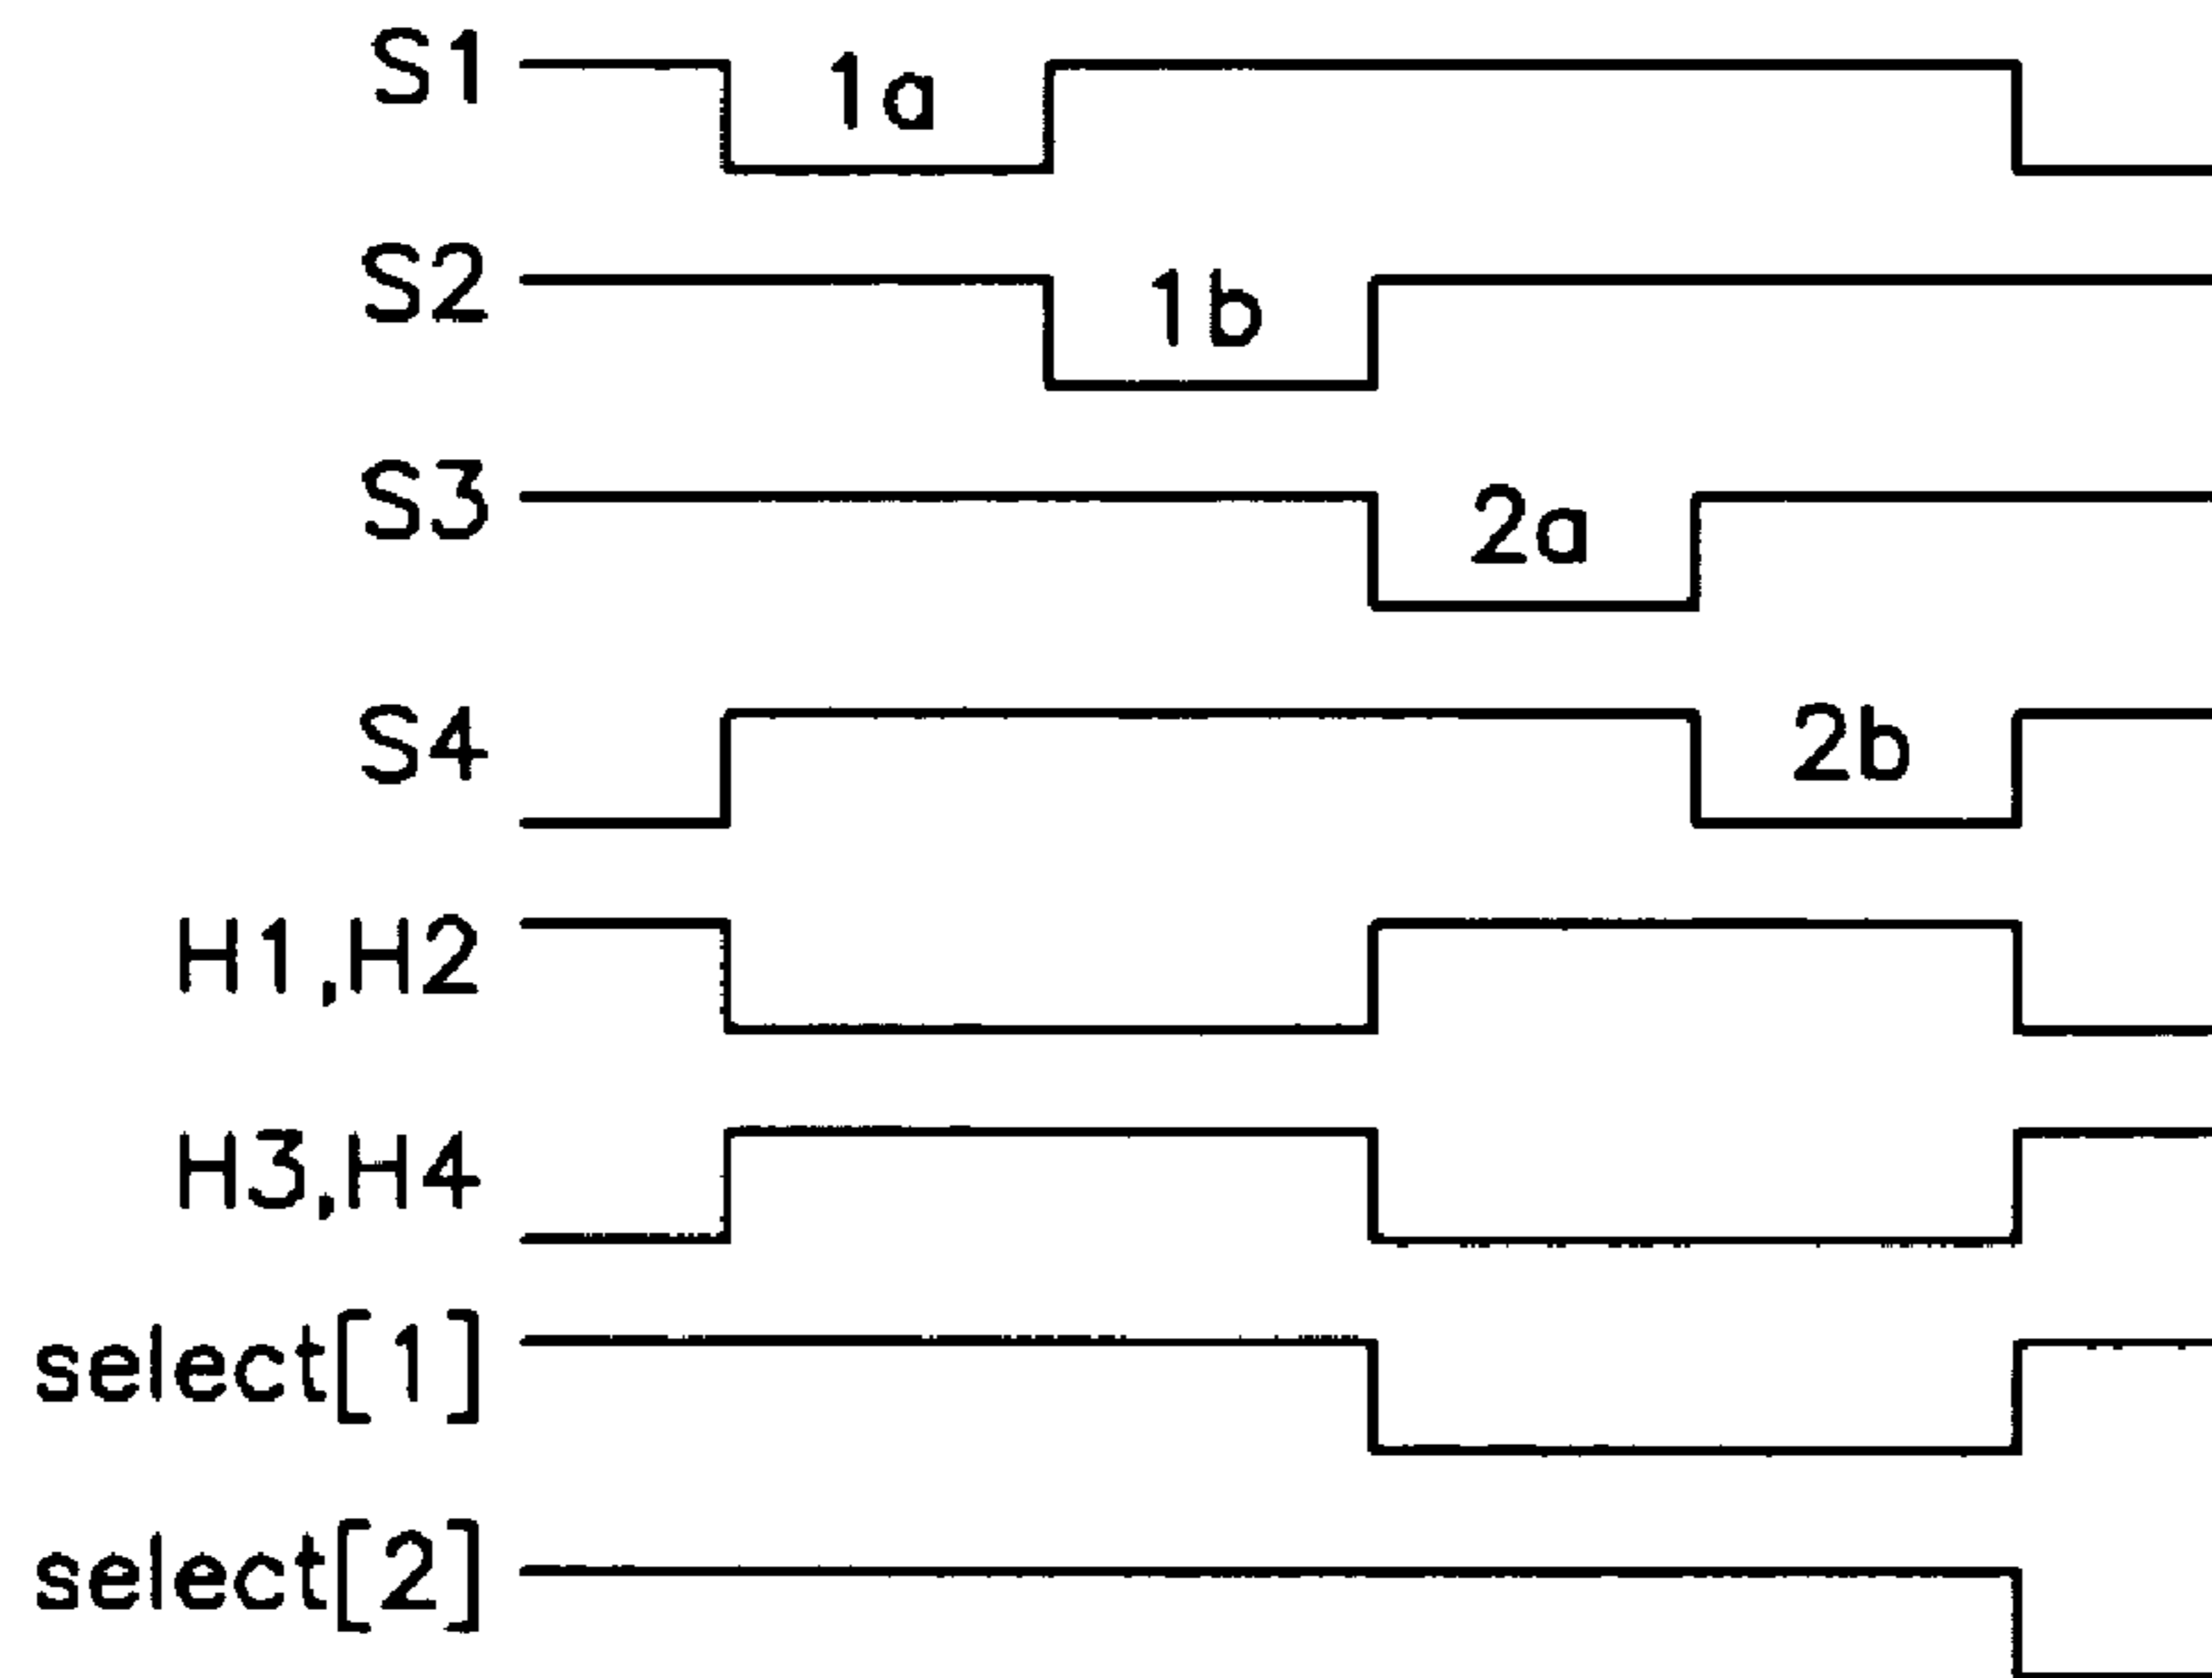 S1 1a
S2 1b
S3 2a
S4 2b
H1,H2
H3,H4
select[1]
select[2]